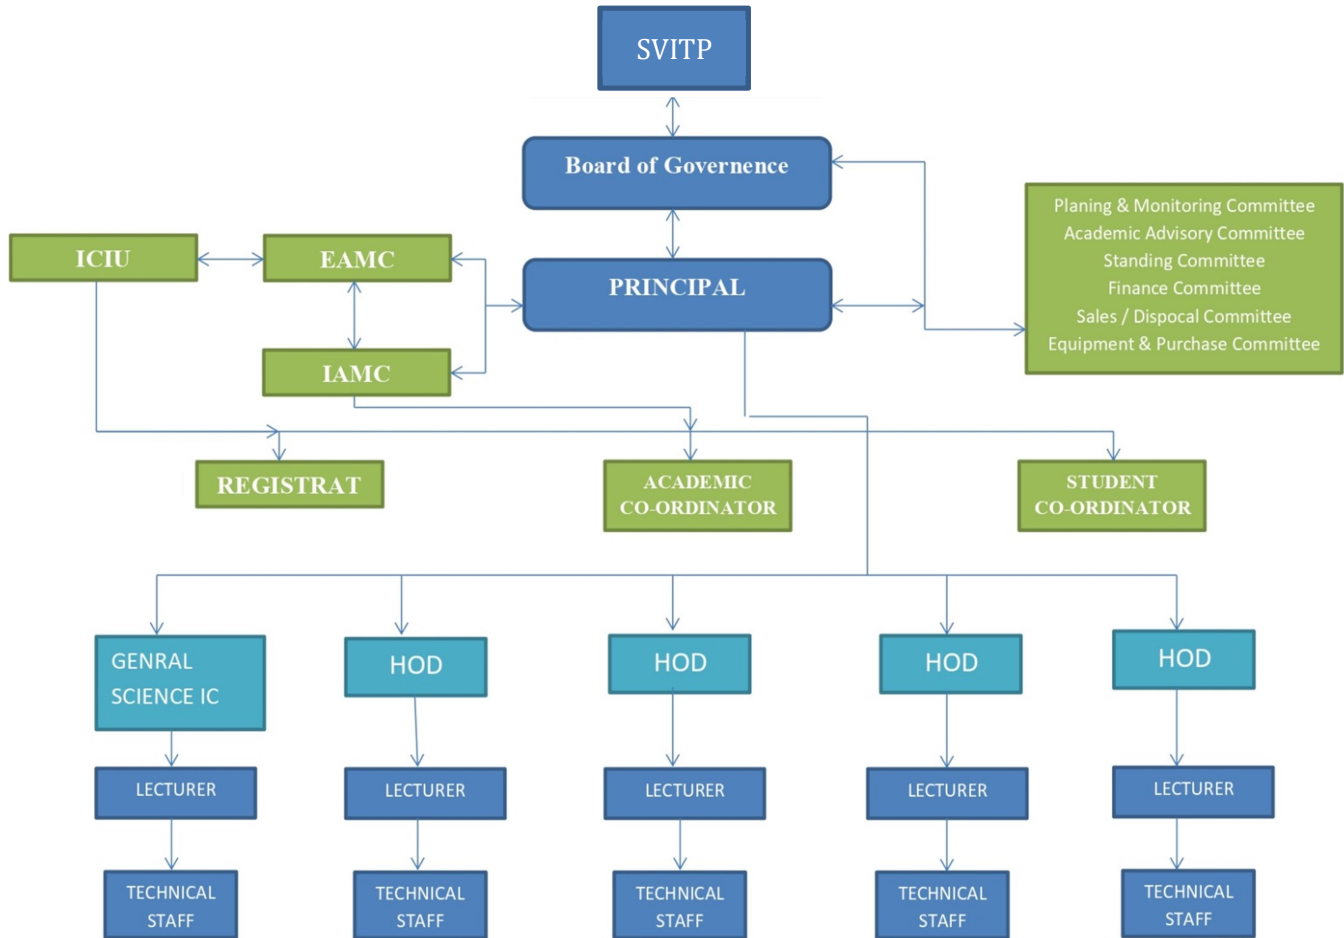 SVITP
Board of Governence
Planing & Monitoring Committee
Academic Advisory Committee
Standing Committee
Finance Committee
Sales / Dispocal Committee
Equipment & Purchase Committee
ICIU
EAMC
PRINCIPAL
IAMC
REGISTRAT
ACADEMIC
CO-ORDINATOR
STUDENT
CO-ORDINATOR
GENRAL
SCIENCE IC
HOD
HOD
HOD
HOD
LECTURER
LECTURER
LECTURER
LECTURER
LECTURER
TECHNICAL
STAFF
TECHNICAL
STAFF
TECHNICAL
STAFF
TECHNICAL
STAFF
TECHNICAL
STAFF